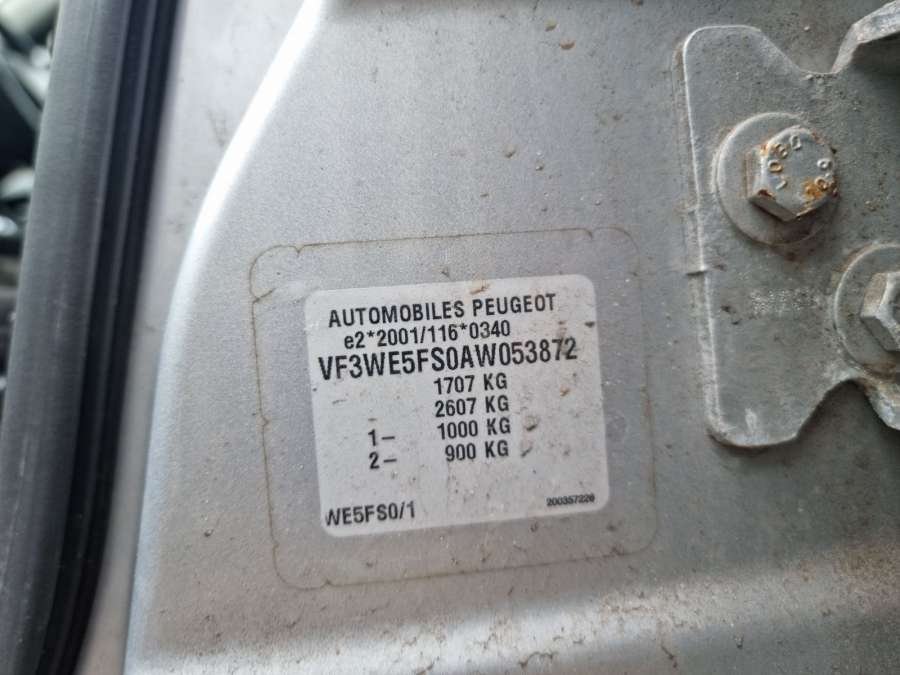 AUTOMOBILES PEUGEOT
e2*2001/116*0340
VF3WE5FS0AW053872
1707 KG
2607 KG
1- 1000 KG
2- 900 KG
WE5FS0/1
200357226